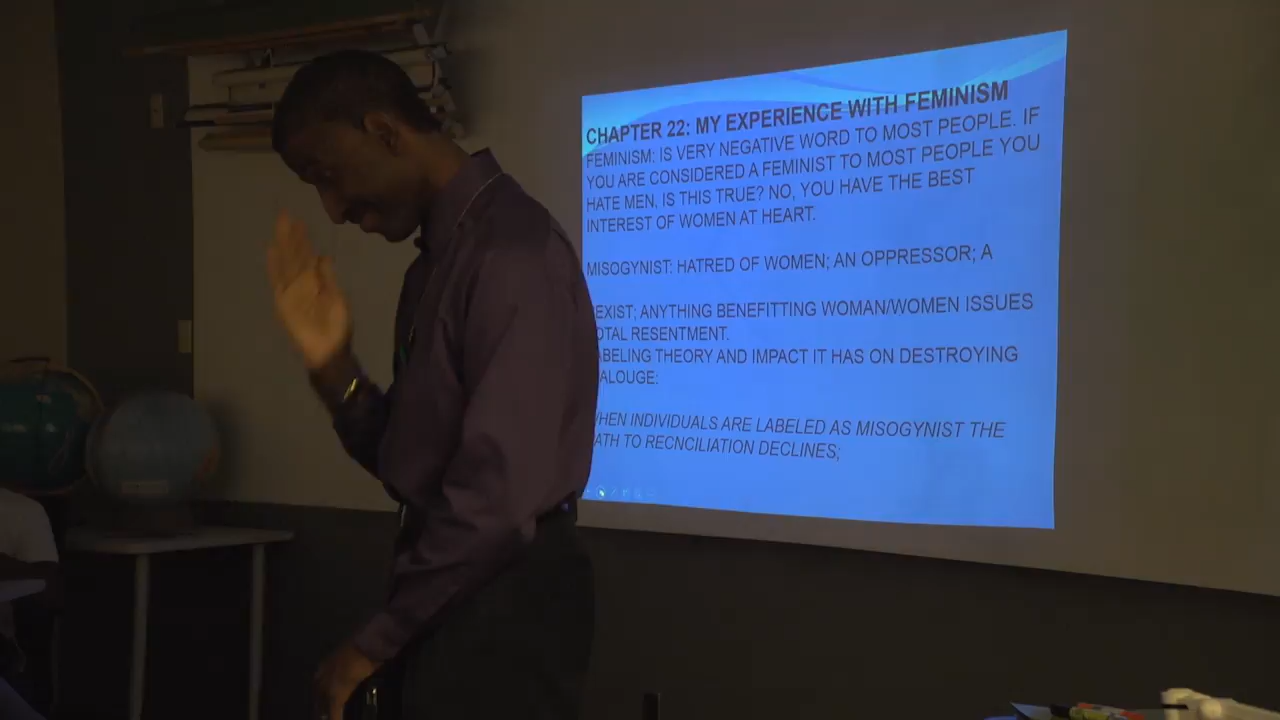 CHAPTER 22: MY EXPERIENCE WITH FEMINISM
FEMINISM: IS VERY NEGATIVE WORD TO MOST PEOPLE. IF
YOU ARE CONSIDERED A FEMINIST TO MOST PEOPLE YOU
HATE MEN. IS THIS TRUE? NO, YOU HAVE THE BEST
INTEREST OF WOMEN AT HEART.
MISOGYNIST: HATRED OF WOMEN; AN OPPRESSOR; A
EXIST; ANYTHING BENEFITTING WOMAN/WOMEN ISSUES
OTAL RESENTMENT.
ABELING THEORY AND IMPACT IT HAS ON DESTROYING
ALOUGE:
WHEN INDIVIDUALS ARE LABELED AS MISOGYNIST THE
ATH TO RECNCILIATION DECLINES;